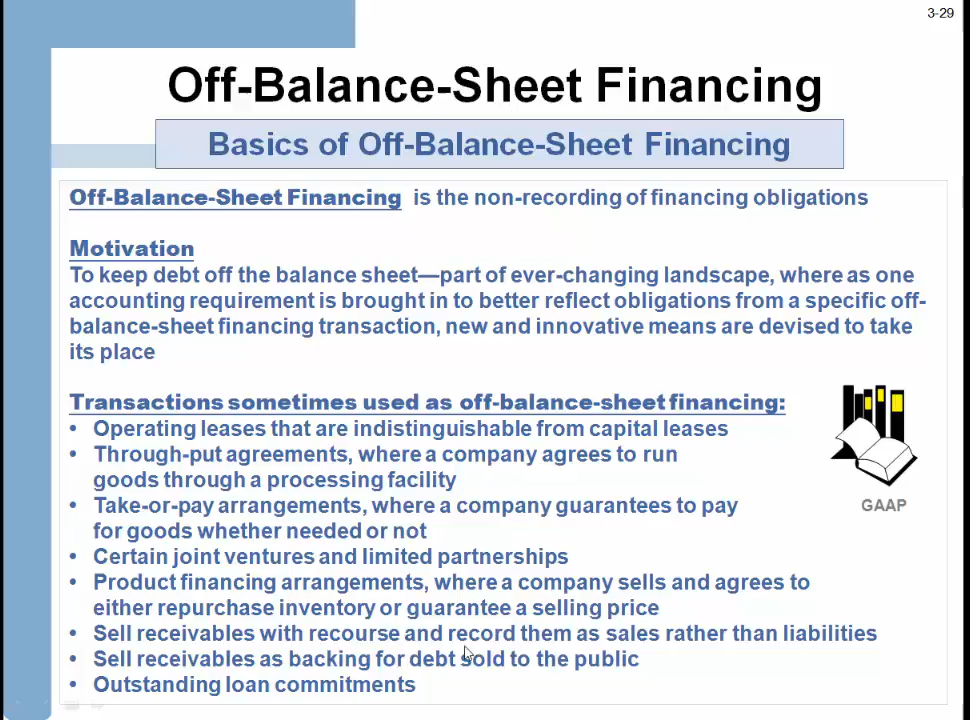 3-29
Off-Balance-Sheet Financing
Basics of Off-Balance-Sheet Financing
Off-Balance-Sheet Financing is the non-recording of financing obligations
Motivation
To keep debt off the balance sheet—part of ever-changing landscape, where as one
accounting requirement is brought in to better reflect obligations from a specific off-
balance-sheet financing transaction, new and innovative means are devised to take
its place
Transactions sometimes used as off-balance-sheet financing:
• Operating leases that are indistinguishable from capital leases
• Through-put agreements, where a company agrees to run
goods through a processing facility
• Take-or-pay arrangements, where a company guarantees to pay
for goods whether needed or not
• Certain joint ventures and limited partnerships
• Product financing arrangements, where a company sells and agrees to
either repurchase inventory or guarantee a selling price
• Sell receivables with recourse and record them as sales rather than liabilities
• Sell receivables as backing for debt sold to the public
• Outstanding loan commitments
GAAP